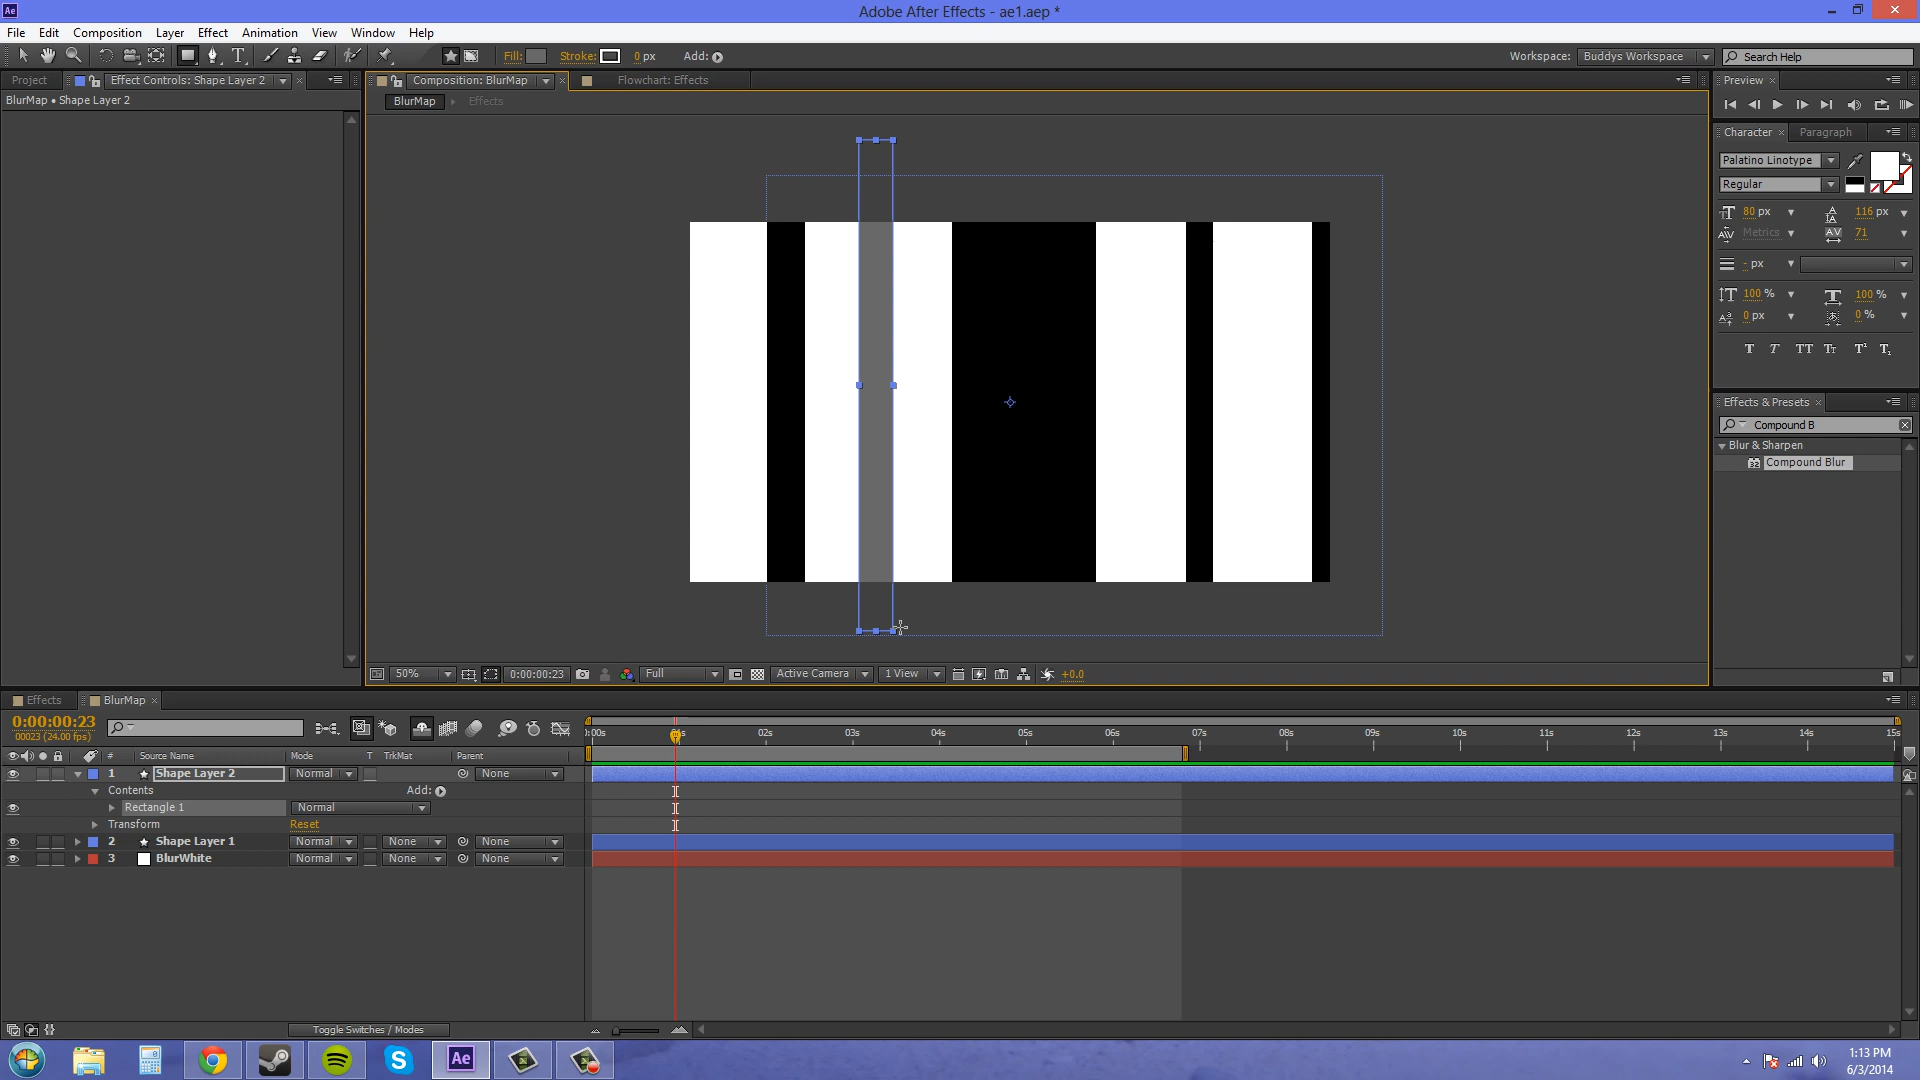 Ae Adobe After Effects - ae1.aep *
File Edit Composition Layer Effect Animation View Window Help
Fill: Stroke: 0 px Add: Workspace: Buddys Workspace Search Help
Project Effect Controls: Shape Layer 2 Composition: BlurMap Flowchart: Effects Preview
BlurMap • Shape Layer 2 BlurMap Effects
Character Paragraph
Palatino Linotype
Regular
80 px 116 px
Metrics 71
- px
100 % 100 %
0 px 0 %
T T TT Tr T¹ T,
Effects & Presets
Compound B
Blur & Sharpen
32 Compound Blur
50% 0:00:00:23 Full Active Camera 1 View +0.0
Effects BlurMap
0:00:00:23
00023 (24.00 fps)
02s 03s 04s 05s 06s 07s 08s 09s 10s 11s 12s 13s 14s 15s
# Source Name Mode T TrkMat Parent
1 Shape Layer 2 Normal None
Contents Add:
Rectangle 1 Normal
Transform Reset
2 Shape Layer 1 Normal None None
3 BlurWhite Normal None None
Toggle Switches / Modes
Ae
1:13 PM
6/3/2014